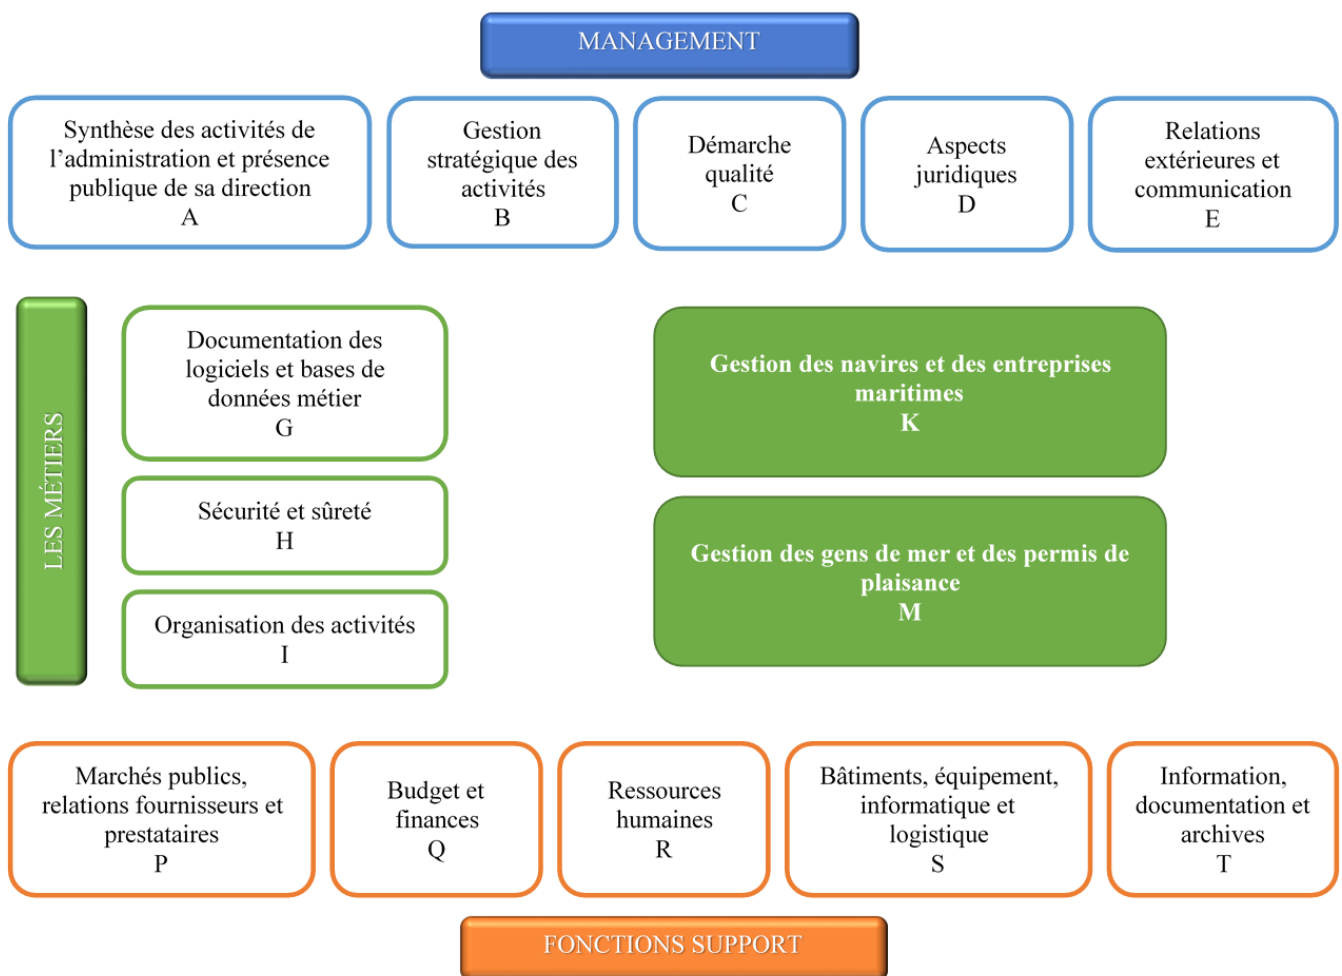 MANAGEMENT
Synthèse des activités de
l’administration et présence
publique de sa direction
A
Gestion
stratégique des
activités
B
Démarche
qualité
C
Aspects
juridiques
D
Relations
extérieures et
communication
E
LES MÉTIERS
Documentation des
logiciels et bases de
données métier
G
Sécurité et sûreté
H
Organisation des activités
I
Gestion des navires et des entreprises
maritimes
K
Gestion des gens de mer et des permis de
plaisance
M
Marchés publics,
relations fournisseurs et
prestataires
P
Budget et
finances
Q
Ressources
humaines
R
Bâtiments, équipement,
informatique et
logistique
S
Information,
documentation et
archives
T
FONCTIONS SUPPORT